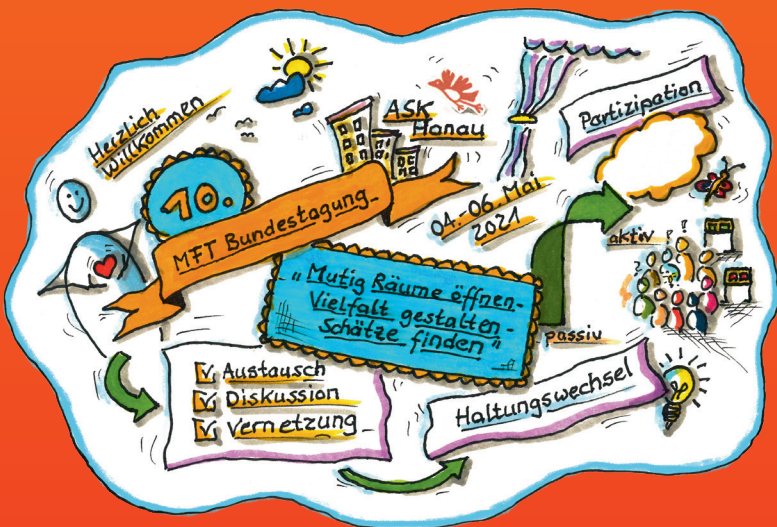 Herzlich
Willkommen
ASK
Hanau
Partizipation
10.
MFT Bundestagung
04.-06. Mai
2021
aktiv
"Mutig Räume öffnen-
Vielfalt gestalten-
Schätze finden"
passiv
Austausch
Diskussion
Vernetzung
Haltungswechsel